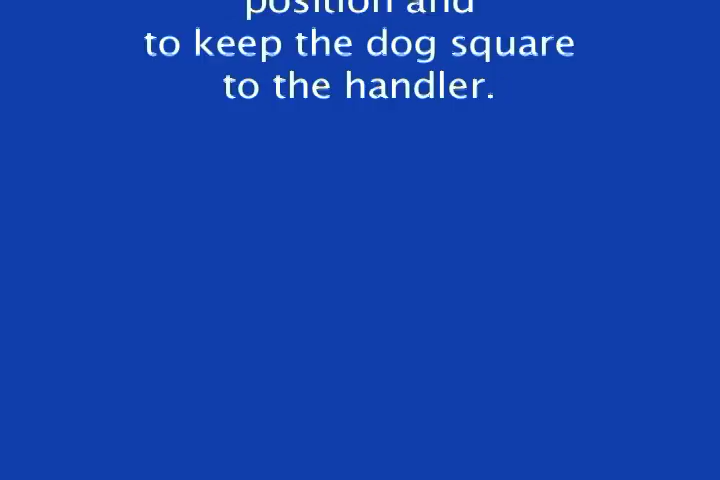 position and
to keep the dog square
to the handler.